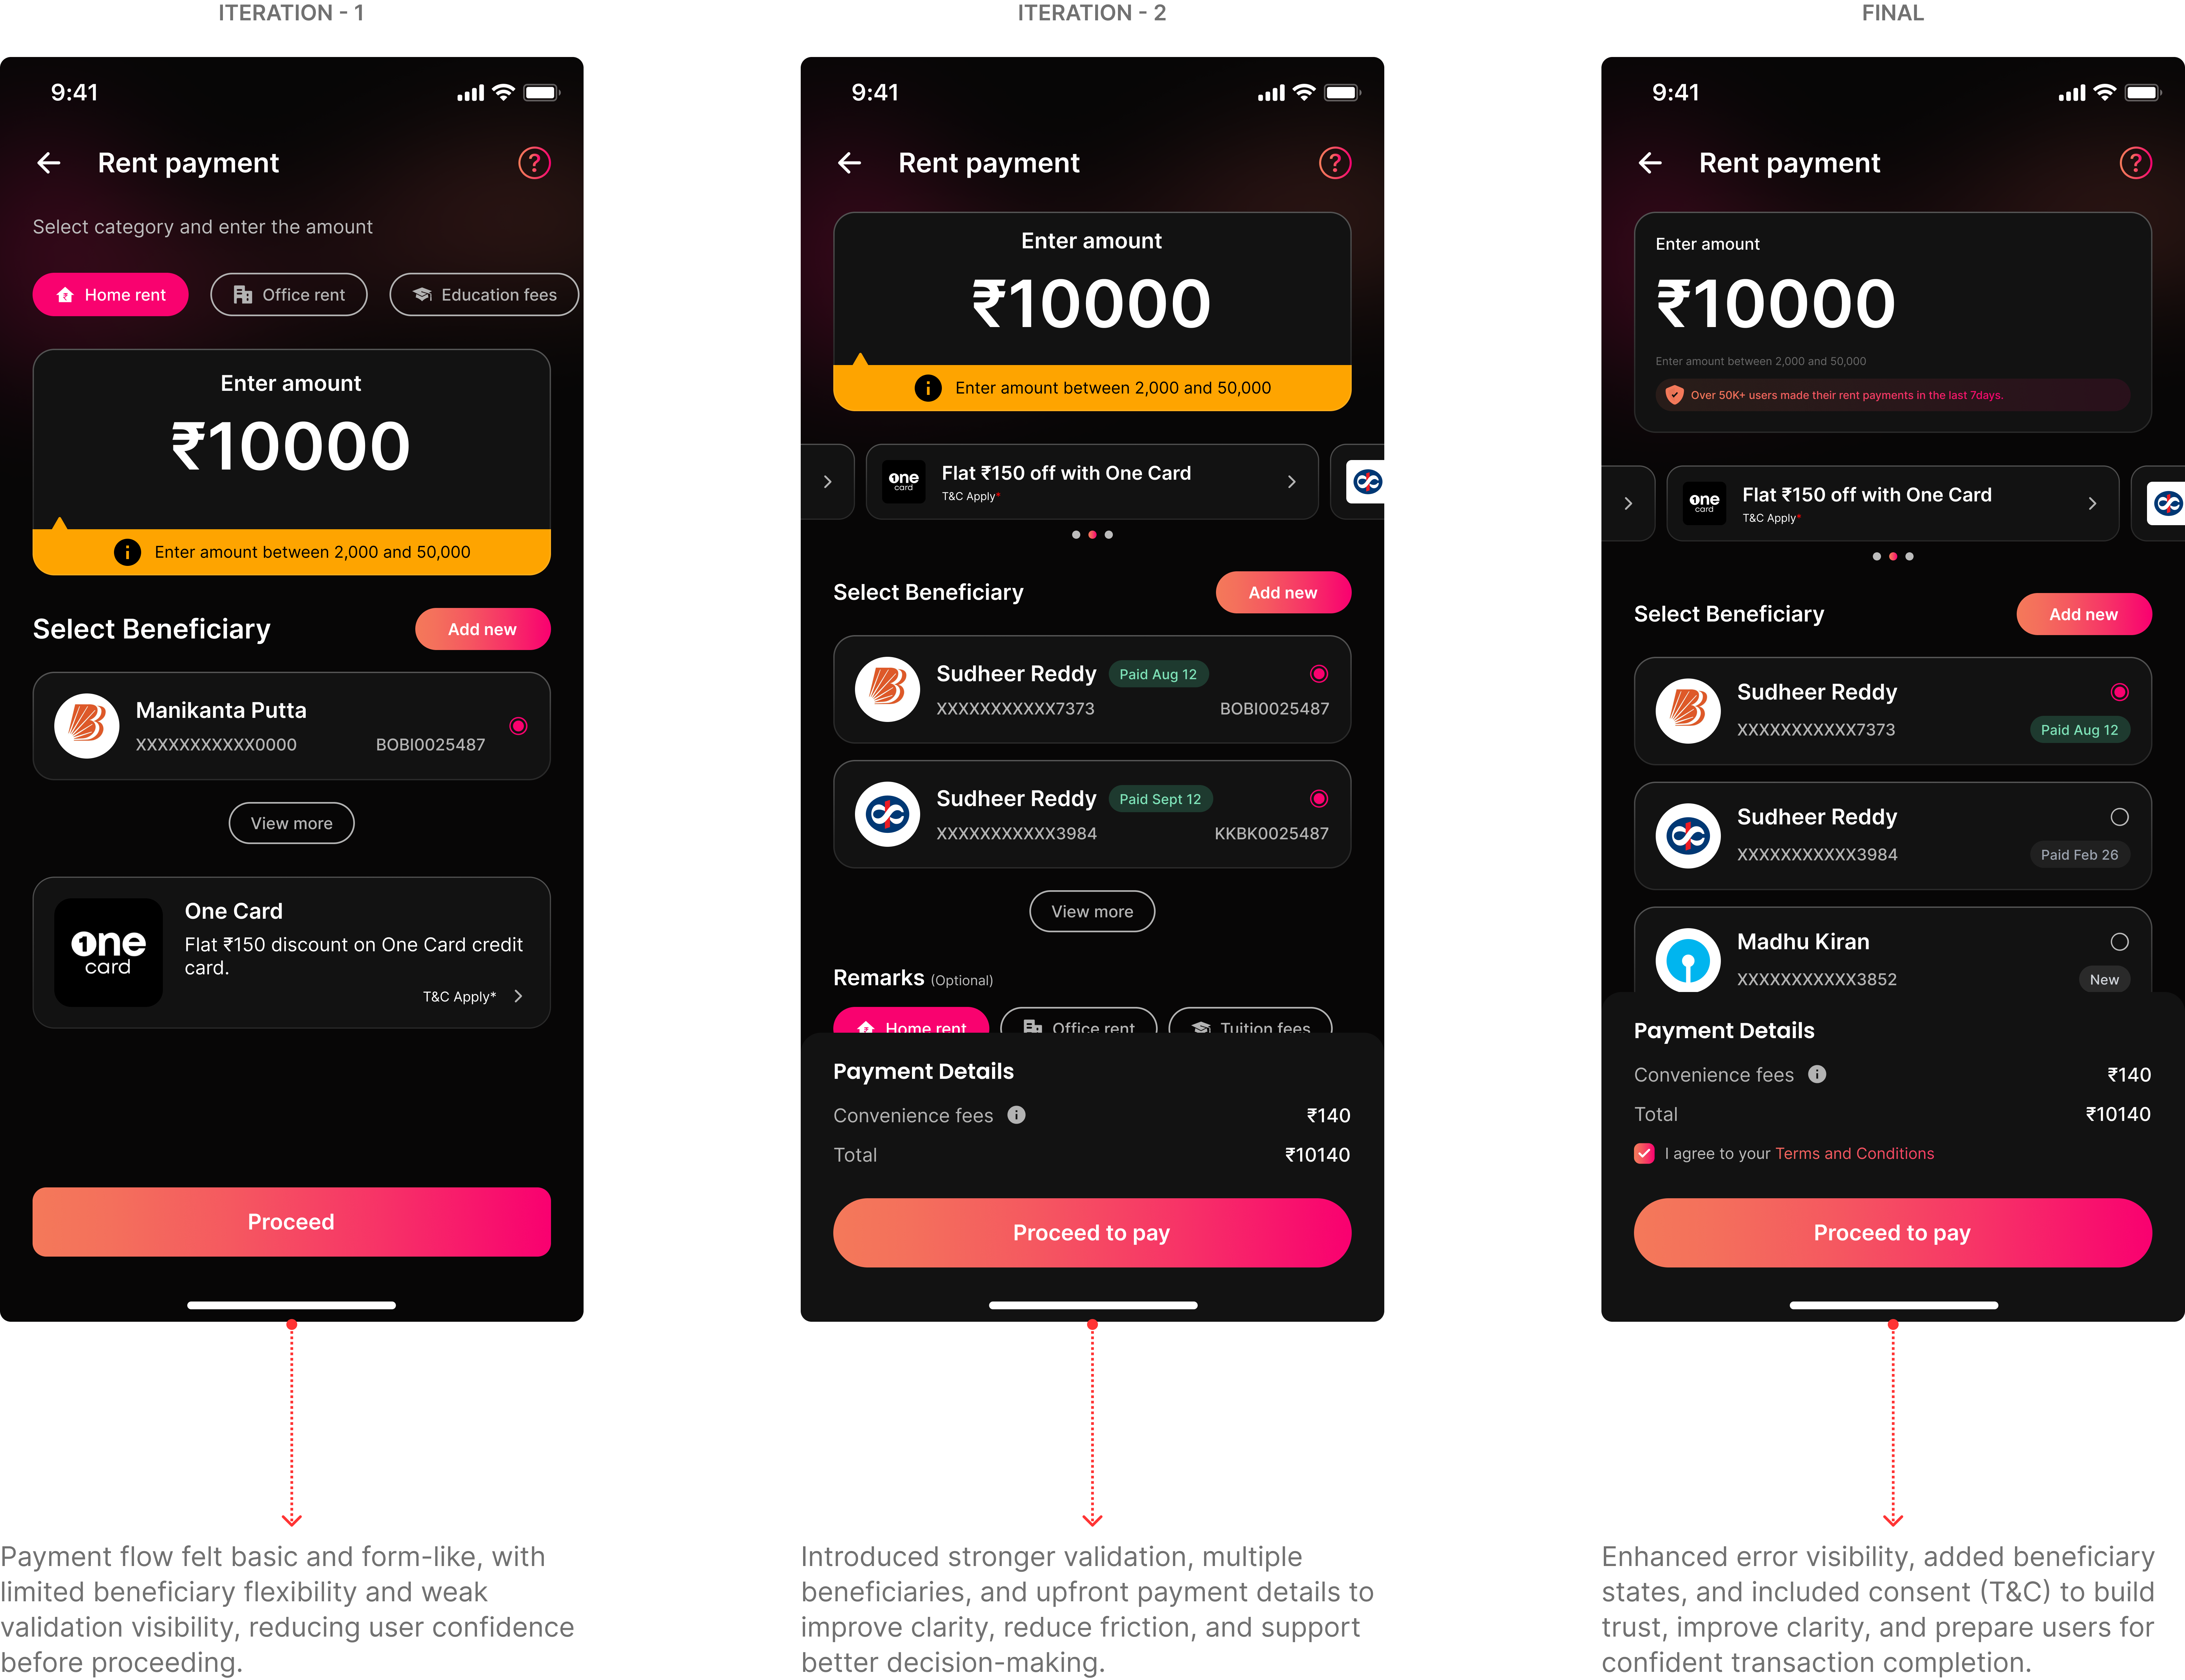 ITERATION - 1
9:41
Rent payment
?
Select category and enter the amount
Home rent
Office rent
Education fees
Enter amount
₹10000
Enter amount between 2,000 and 50,000
Select Beneficiary
Add new
Manikanta Putta
XXXXXXXXXXX0000
BOBI0025487
View more
one
card
One Card
Flat ₹150 discount on One Card credit
card.
T&C Apply*
Proceed
Payment flow felt basic and form-like, with
limited beneficiary flexibility and weak
validation visibility, reducing user confidence
before proceeding.
ITERATION - 2
9:41
Rent payment
?
Enter amount
₹10000
Enter amount between 2,000 and 50,000
one
card
Flat ₹150 off with One Card
T&C Apply*
Select Beneficiary
Add new
Sudheer Reddy
Paid Aug 12
XXXXXXXXXXX7373
BOBI0025487
Sudheer Reddy
Paid Sept 12
XXXXXXXXXXX3984
KKBK0025487
View more
Remarks (Optional)
Home rent
Office rent
Tuition fees
Payment Details
Convenience fees
₹140
Total
₹10140
Proceed to pay
Introduced stronger validation, multiple
beneficiaries, and upfront payment details to
improve clarity, reduce friction, and support
better decision-making.
FINAL
9:41
Rent payment
?
Enter amount
₹10000
Enter amount between 2,000 and 50,000
Over 50K+ users made their rent payments in the last 7days.
one
card
Flat ₹150 off with One Card
T&C Apply*
Select Beneficiary
Add new
Sudheer Reddy
XXXXXXXXXXX7373
Paid Aug 12
Sudheer Reddy
XXXXXXXXXXX3984
Paid Feb 26
Madhu Kiran
XXXXXXXXXXX3852
New
Payment Details
Convenience fees
₹140
Total
₹10140
I agree to your Terms and Conditions
Proceed to pay
Enhanced error visibility, added beneficiary
states, and included consent (T&C) to build
trust, improve clarity, and prepare users for
confident transaction completion.